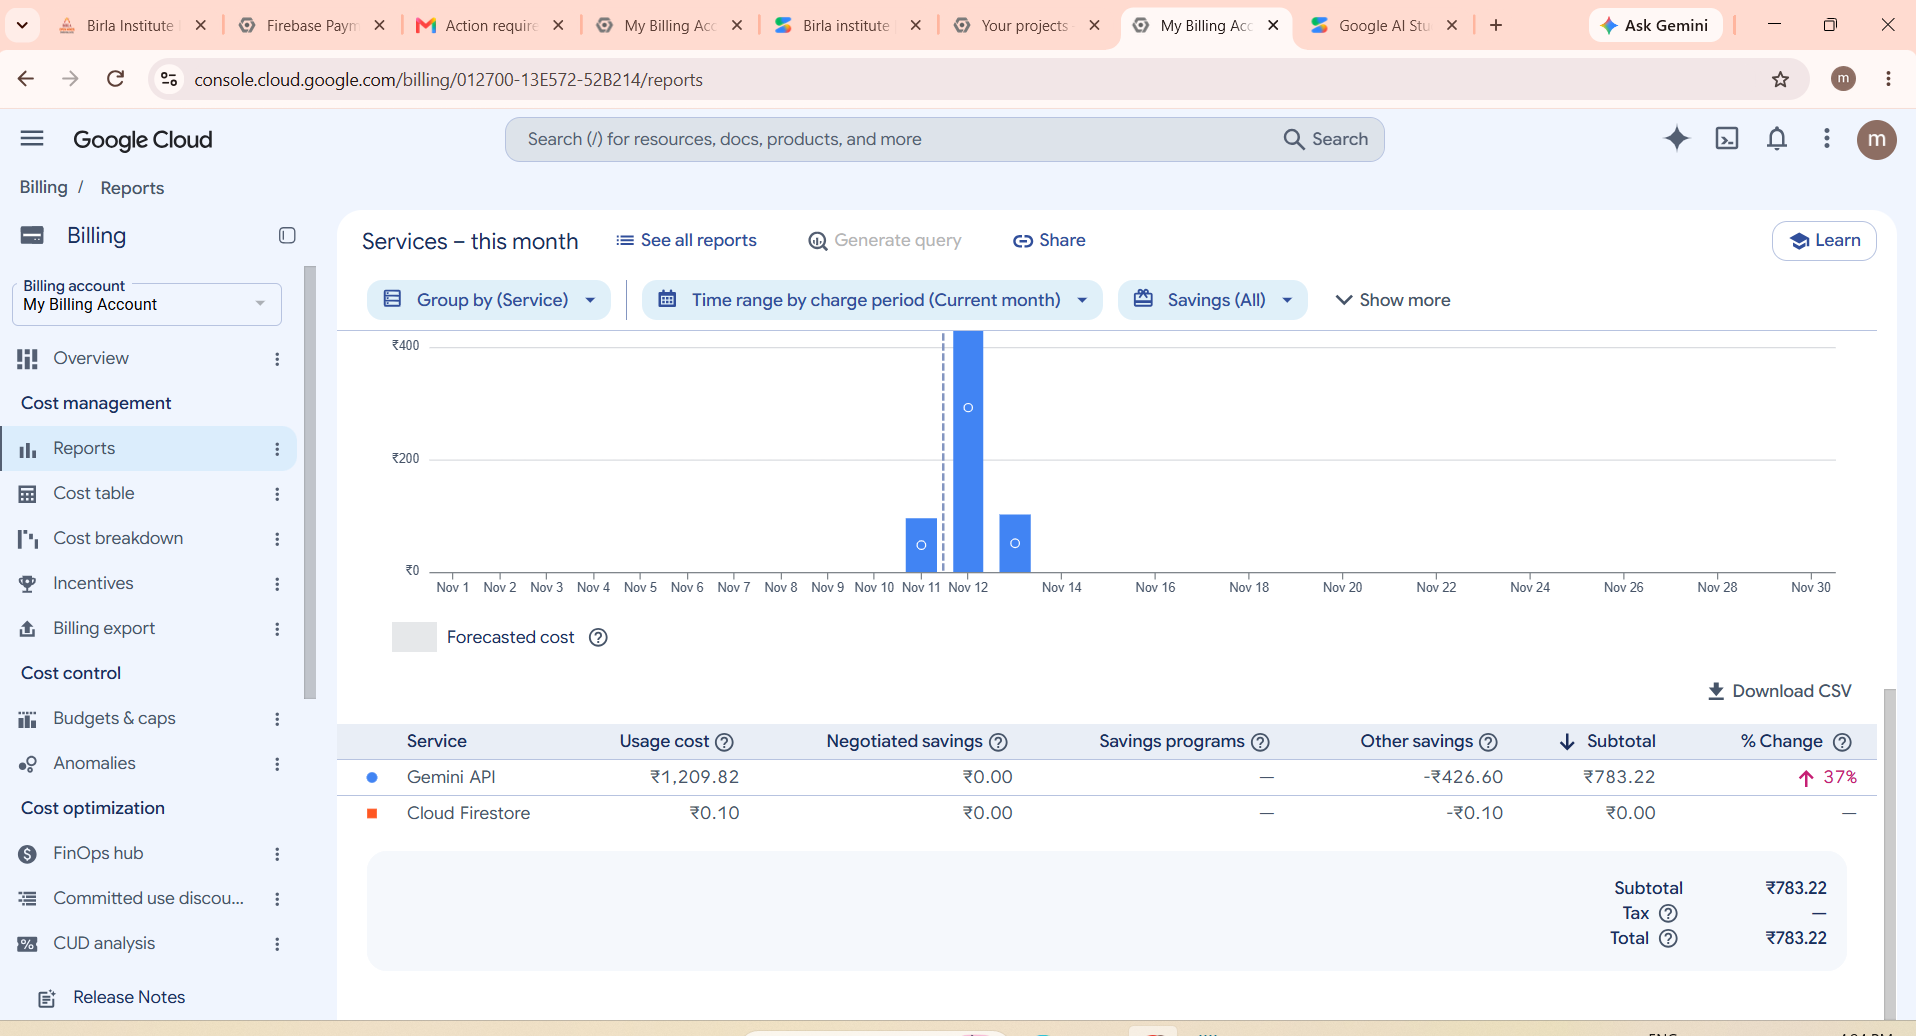 Birla Institute
Firebase Paym
Action require
My Billing Acc
Birla institute
Your projects
My Billing Acc
Google AI Stu
Ask Gemini
console.cloud.google.com/billing/012700-13E572-52B214/reports
m
Google Cloud
Search (/) for resources, docs, products, and more
Search
m
Billing / Reports
Billing
Billing account
My Billing Account
Overview
Cost management
Reports
Cost table
Cost breakdown
Incentives
Billing export
Cost control
Budgets & caps
Anomalies
Cost optimization
FinOps hub
Committed use discou...
CUD analysis
Release Notes
Services – this month
See all reports
Generate query
Share
Learn
Group by (Service)
Time range by charge period (Current month)
Savings (All)
Show more
₹400
₹200
₹0
Nov 1 Nov 2 Nov 3 Nov 4 Nov 5 Nov 6 Nov 7 Nov 8 Nov 9 Nov 10 Nov 11 Nov 12 Nov 14 Nov 16 Nov 18 Nov 20 Nov 22 Nov 24 Nov 26 Nov 28 Nov 30
Forecasted cost
Download CSV
Service Usage cost Negotiated savings Savings programs Other savings Subtotal % Change
Gemini API ₹1,209.82 ₹0.00 — -₹426.60 ₹783.22 37%
Cloud Firestore ₹0.10 ₹0.00 — -₹0.10 ₹0.00 —
Subtotal ₹783.22
Tax —
Total ₹783.22